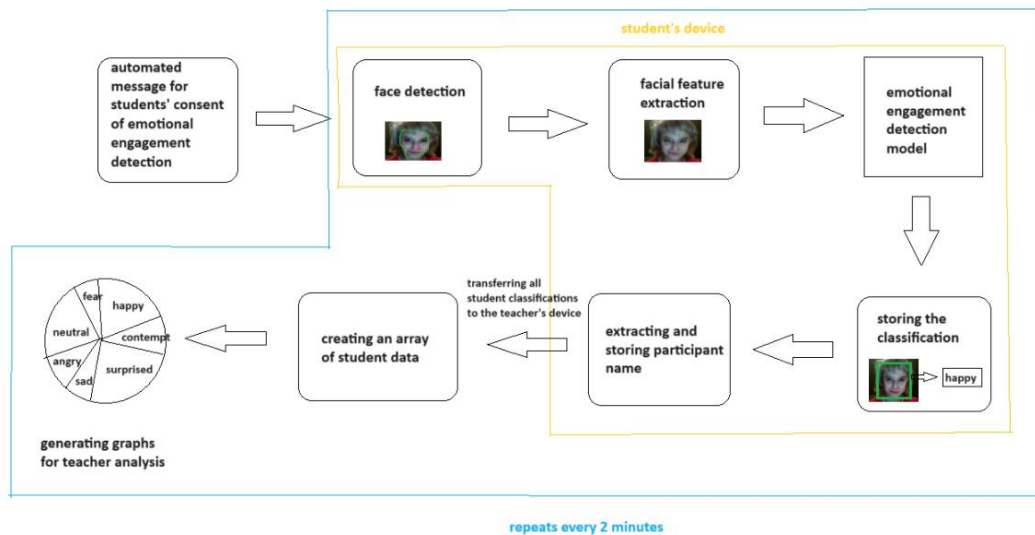 student's device
automated
message for
students' consent
of emotional
engagement
detection
face detection
facial feature
extraction
emotional
engagement
detection
model
storing the
classification
happy
extracting and
storing participant
name
transferring all
student classifications
to the teacher's device
creating an array
of student data
fear
happy
neutral
contempt
angry
sad
surprised
generating graphs
for teacher analysis
repeats every 2 minutes